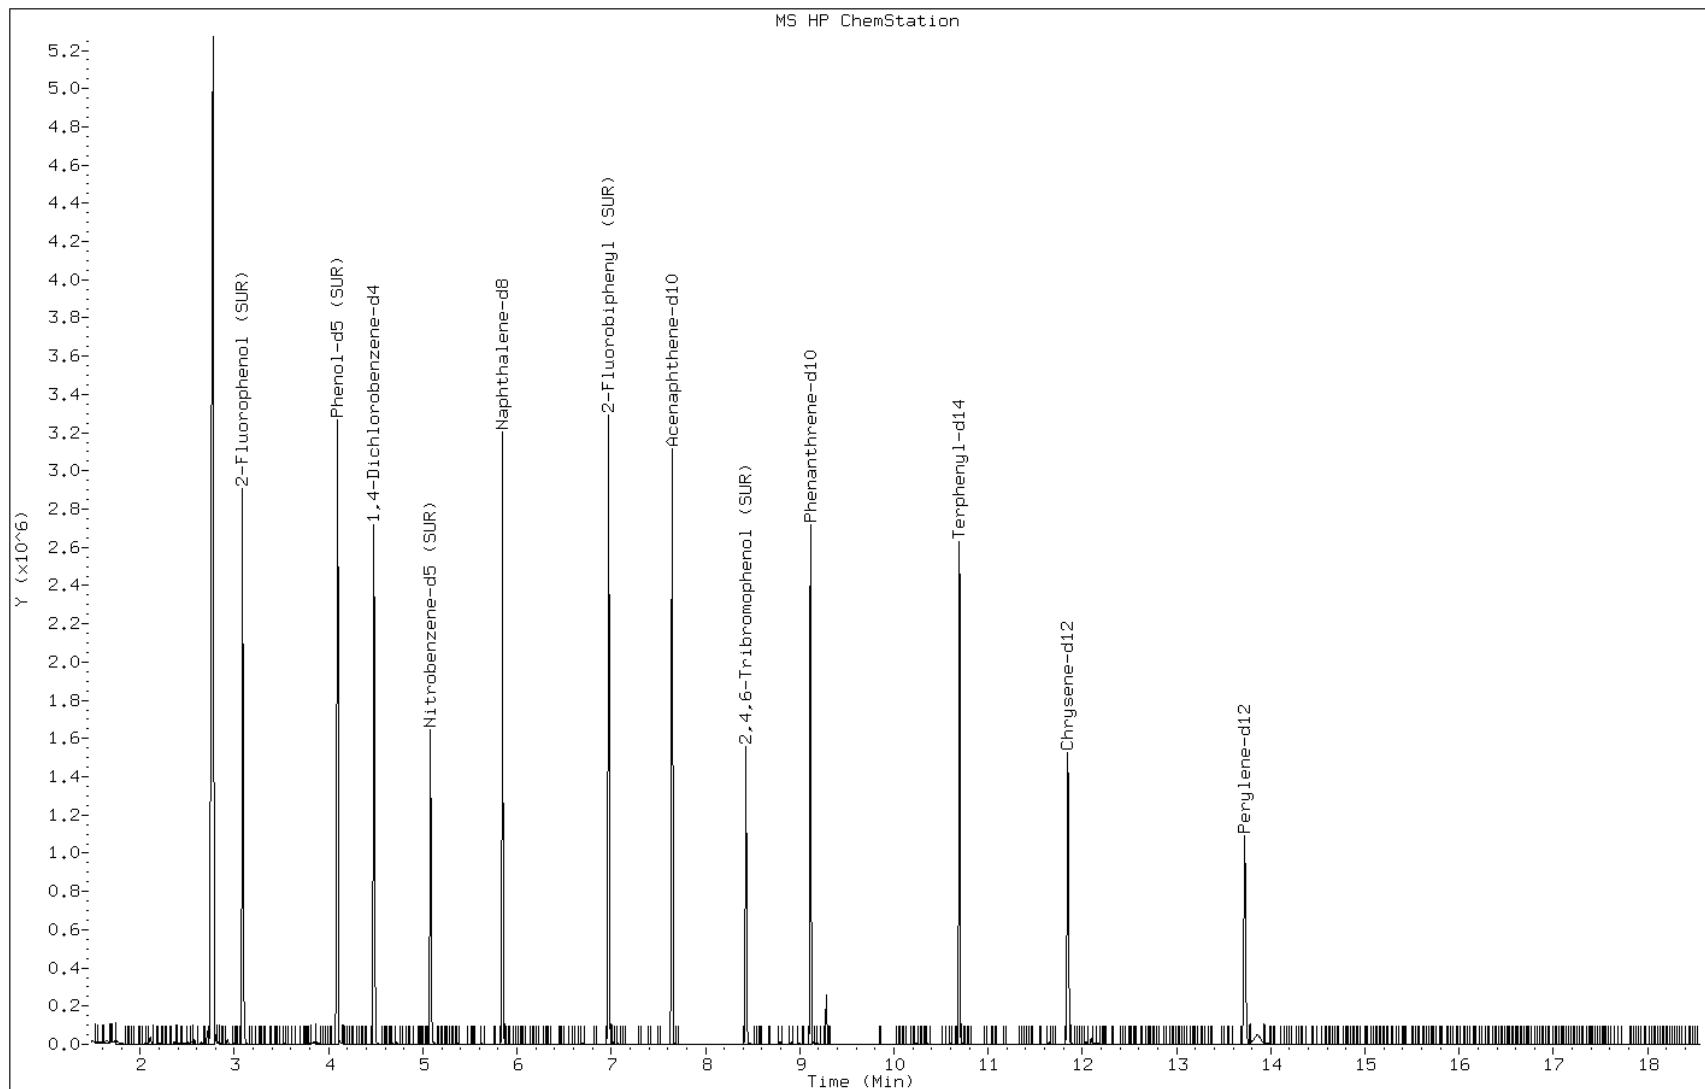 MS HP ChemStation
5.2
5.0
4.8
4.6
4.4
4.2
4.0
3.8
3.6
3.4
3.2
3.0
2.8
2.6
2.4
2.2
2.0
1.8
1.6
1.4
1.2
1.0
0.8
0.6
0.4
0.2
0.0
Y (x10^6)
2-Fluorophenol (SUR)
Phenol-d5 (SUR)
1,4-Dichlorobenzene-d4
Nitrobenzene-d5 (SUR)
Naphthalene-d8
2-Fluorobiphenyl (SUR)
Acenaphthene-d10
2,4,6-Tribromophenol (SUR)
Phenanthrene-d10
Terphenyl-d14
Chrysene-d12
Perylene-d12
2 3 4 5 6 7 8 9 10 11 12 13 14 15 16 17 18
Time (Min)